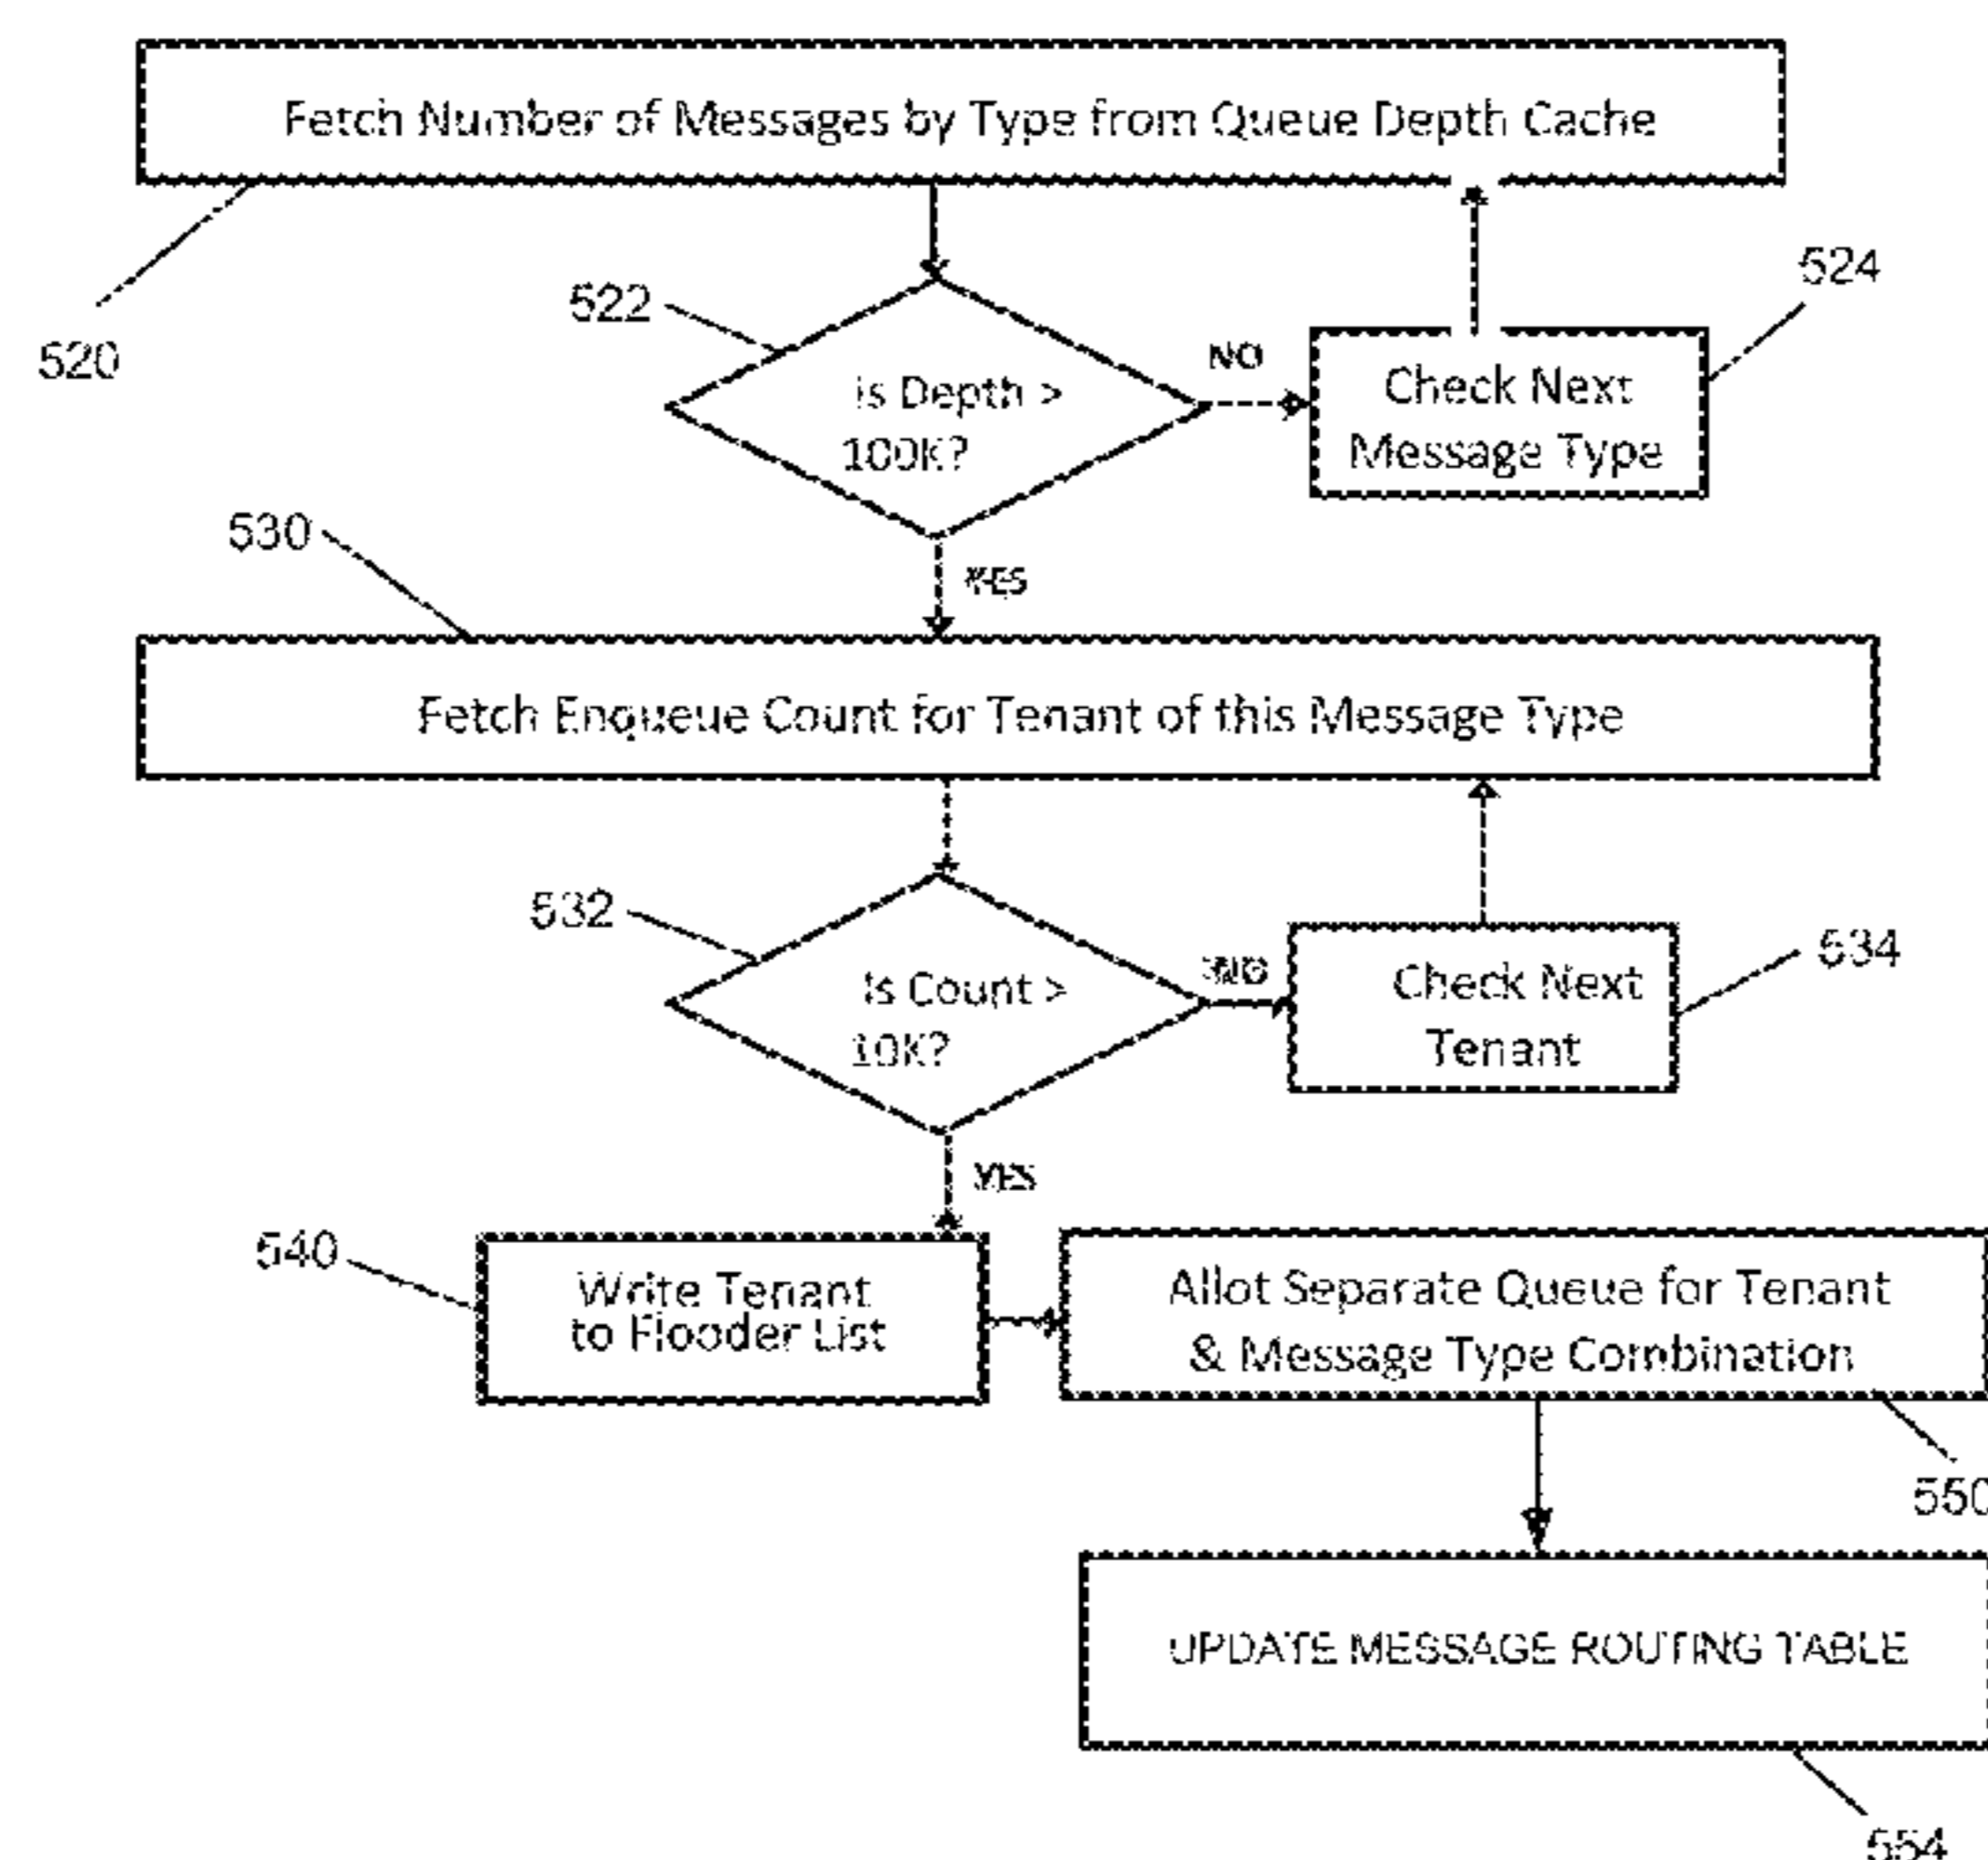 Fetch Number of Messages by Type from Queue Depth Cache
520
522
524
Is Depth >
100K?
NO
Check Next
Message Type
YES
530
Fetch Enqueue Count for Tenant of this Message Type
532
Is Count >
10K?
NO
Check Next
Tenant
534
YES
540
Write Tenant
to Flooder List
Allot Separate Queue for Tenant
& Message Type Combination
550
UPDATE MESSAGE ROUTING TABLE
554